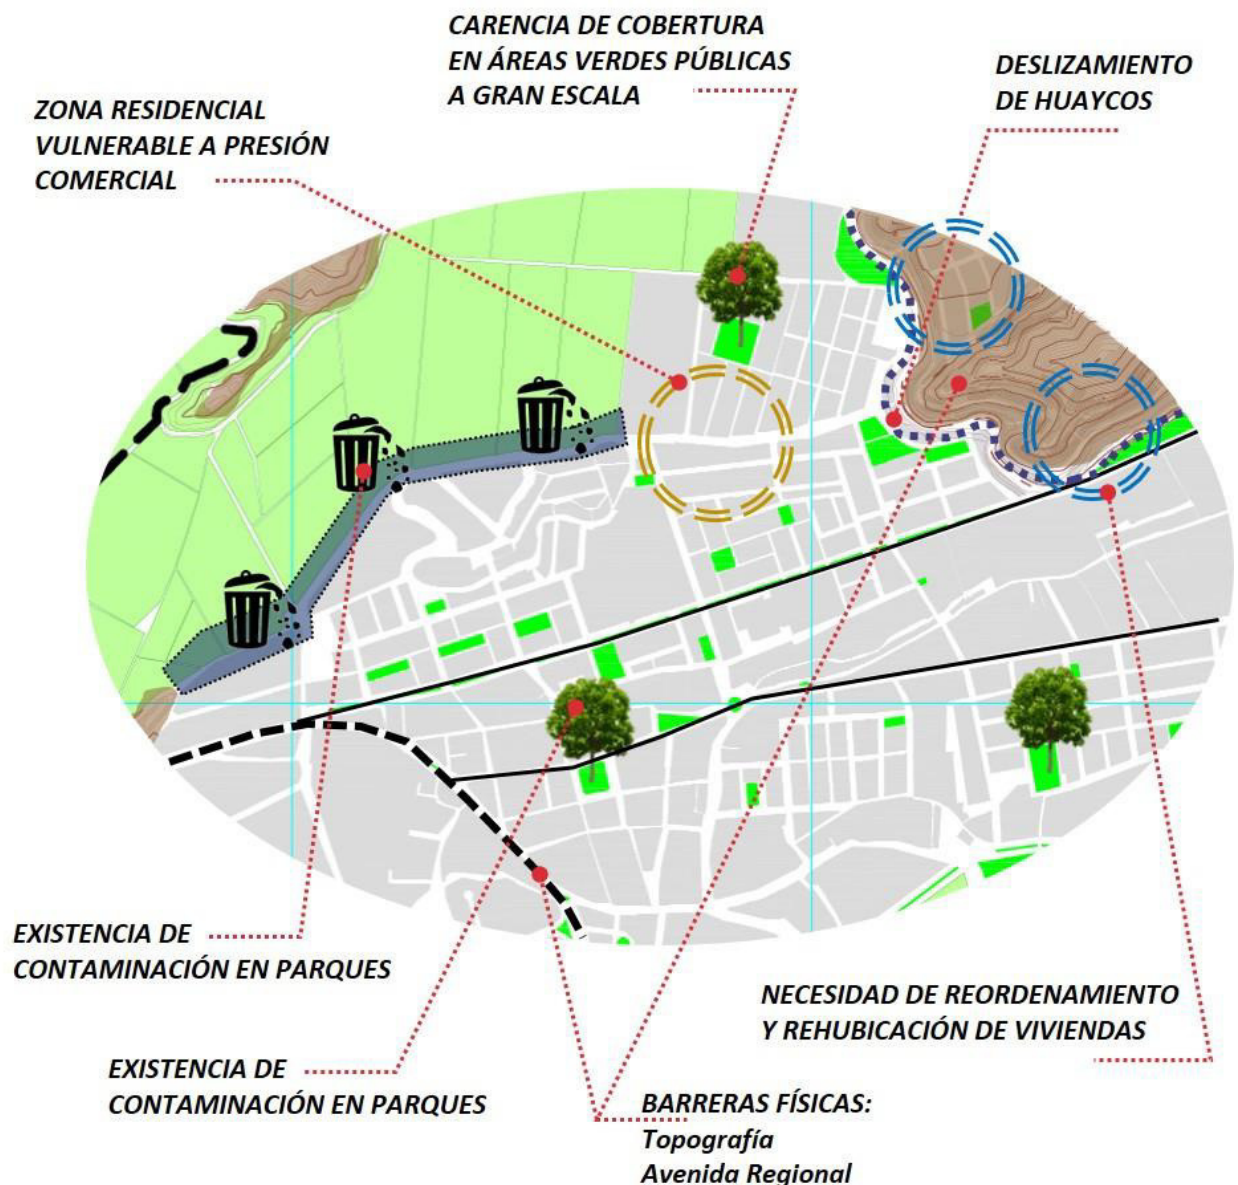 CARENCIA DE COBERTURA
EN ÁREAS VERDES PÚBLICAS
A GRAN ESCALA
DESLIZAMIENTO
DE HUAYCOS
ZONA RESIDENCIAL
VULNERABLE A PRESIÓN
COMERCIAL
EXISTENCIA DE
CONTAMINACIÓN EN PARQUES
NECESIDAD DE REORDENAMIENTO
Y REHUBICACIÓN DE VIVIENDAS
EXISTENCIA DE
CONTAMINACIÓN EN PARQUES
BARRERAS FÍSICAS:
Topografía
Avenida Regional